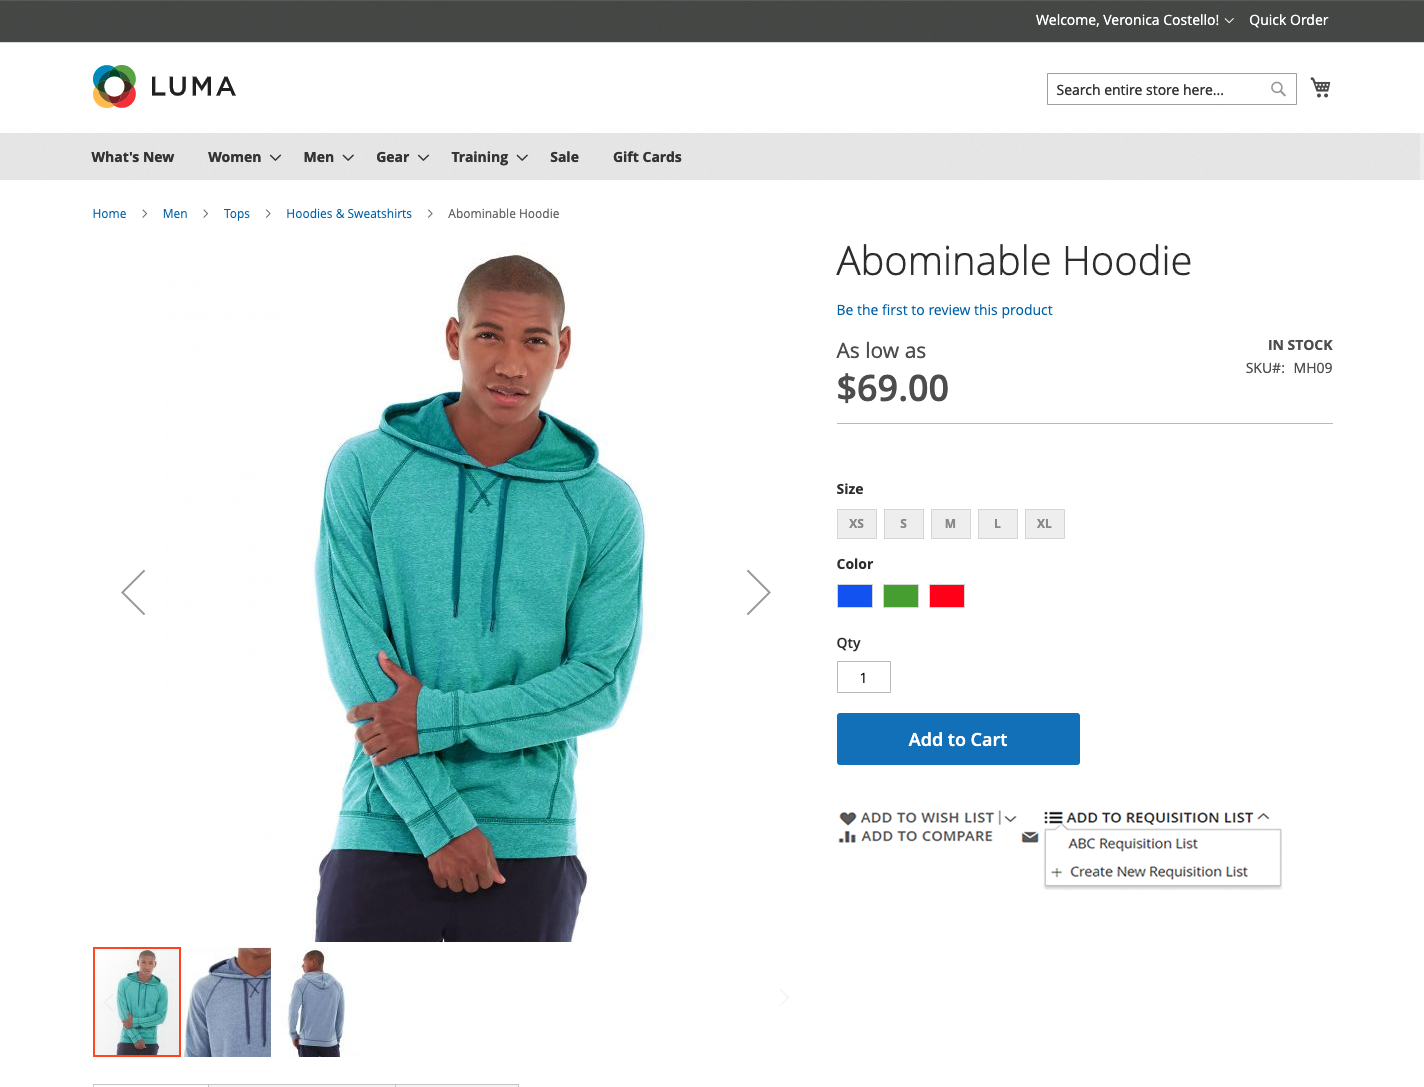 Welcome, Veronica Costello! Quick Order
LUMA
Search entire store here...
What's New Women Men Gear Training Sale Gift Cards
Home Men Tops Hoodies & Sweatshirts Abominable Hoodie
Abominable Hoodie
Be the first to review this product
As low as
$69.00
IN STOCK
SKU#: MH09
Size
XS S M L XL
Color
Qty
1
Add to Cart
ADD TO WISH LIST
ADD TO REQUISITION LIST
ADD TO COMPARE
ABC Requisition List
+ Create New Requisition List